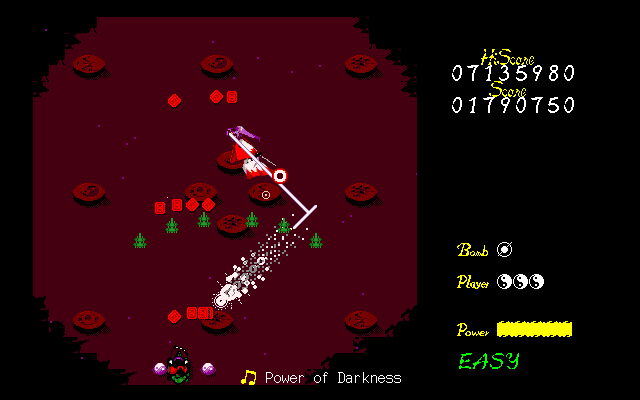 HiScore
07135980
Score
01790750
Bomb
Player
Power
EASY
♫ Power of Darkness